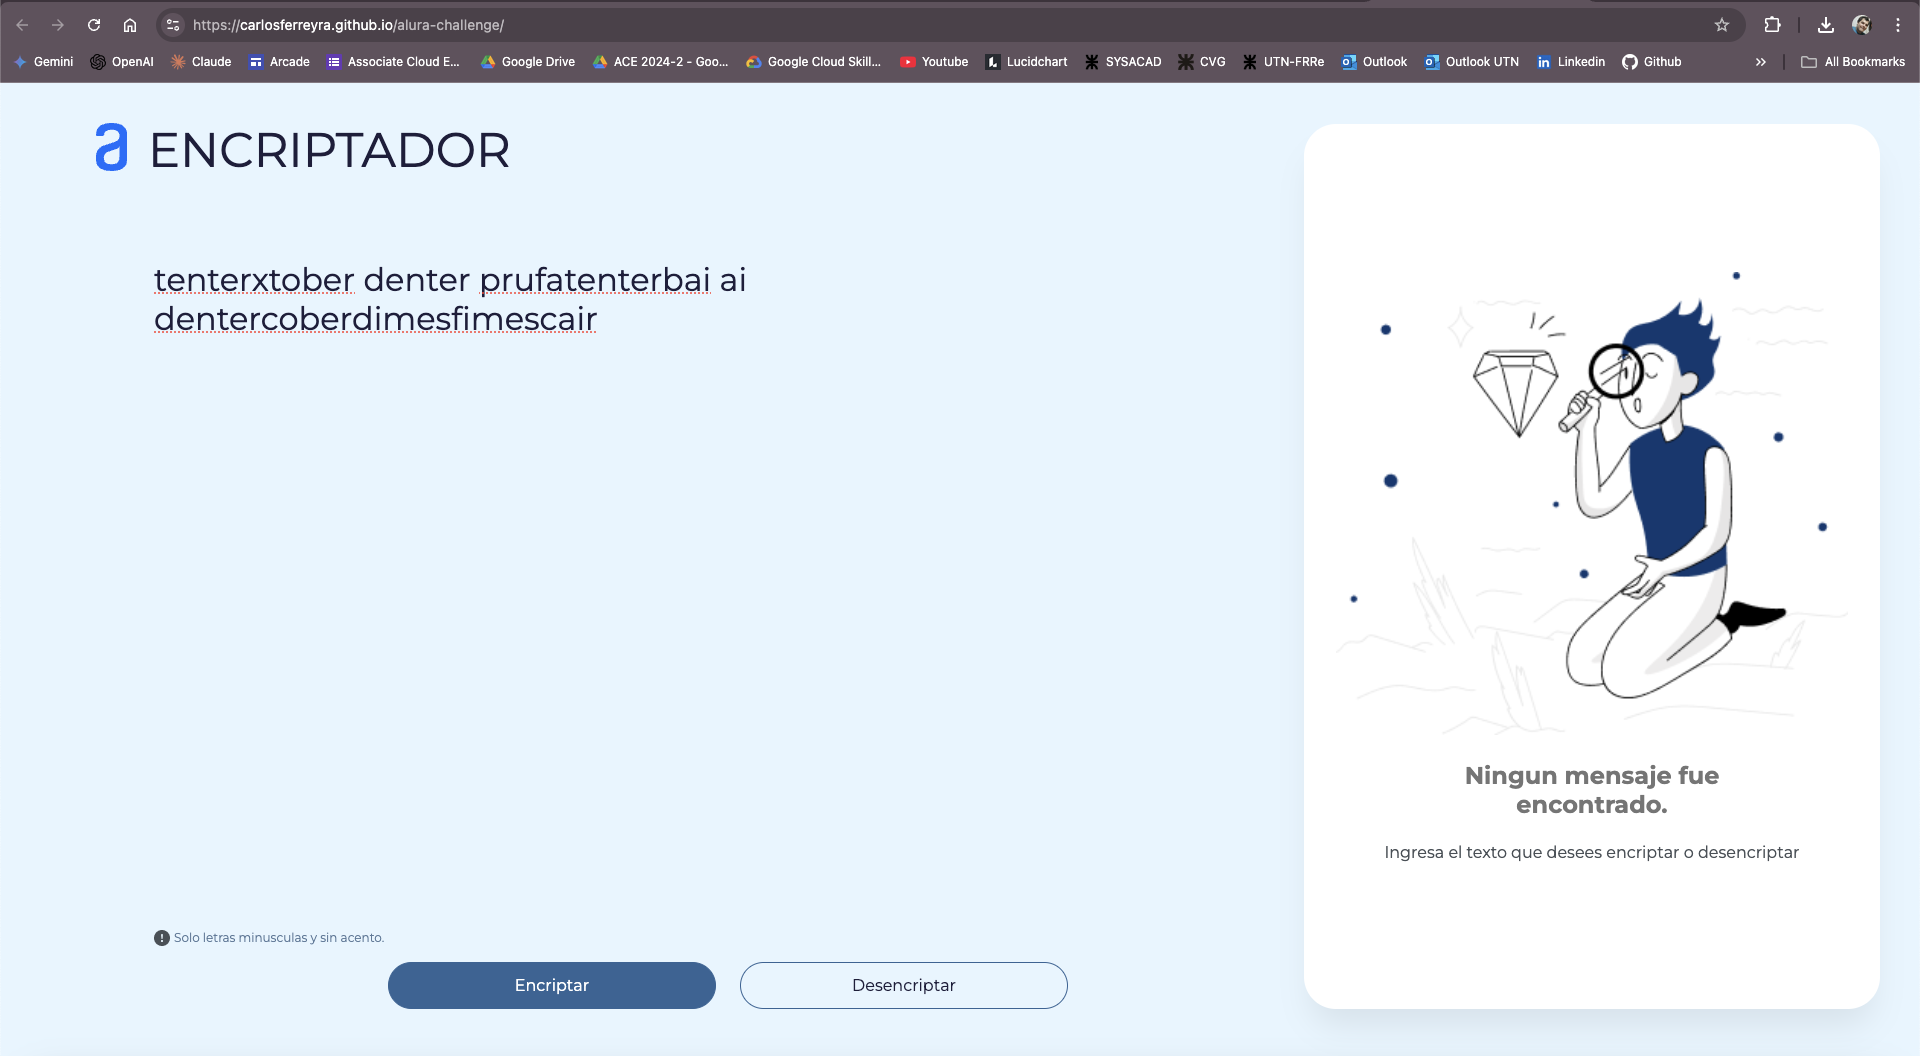 https://carlosferreyra.github.io/alura-challenge/
Gemini OpenAI Claude Arcade Associate Cloud E... Google Drive ACE 2024-2 - Goo... Google Cloud Skill... Youtube Lucidchart SYSACAD CVG UTN-FRRe Outlook Outlook UTN Linkedin Github » All Bookmarks
a ENCRIPTADOR
tenterxtober denter prufatenterbai ai
dentercoberdimesfimescair
Ningun mensaje fue
encontrado.
Ingresa el texto que desees encriptar o desencriptar
Solo letras minusculas y sin acento.
Encriptar Desencriptar